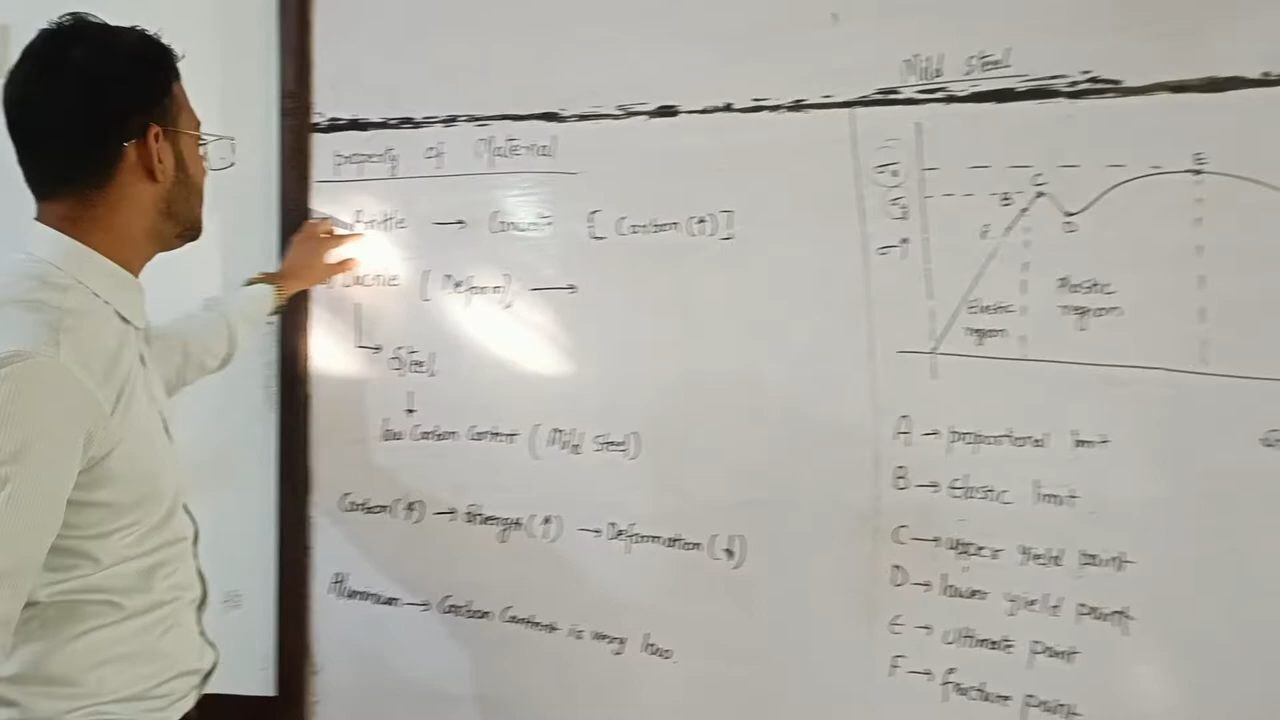 property of Material
Brittle → Concrete [ Carbon (↑) ]
Ductile [ Deform ] →
Steel
↓
low Carbon Content ( Mild Steel )
Carbon (↑) → Strength (↑) → Deformation (↓)
Aluminium → Carbon Content is very low.
Mild Steel
E
C
B
D
Elastic region
Plastic region
A → proportional limit
B → Elastic limit
C → upper yield point
D → lower yield point
E → Ultimate point
F → fracture point